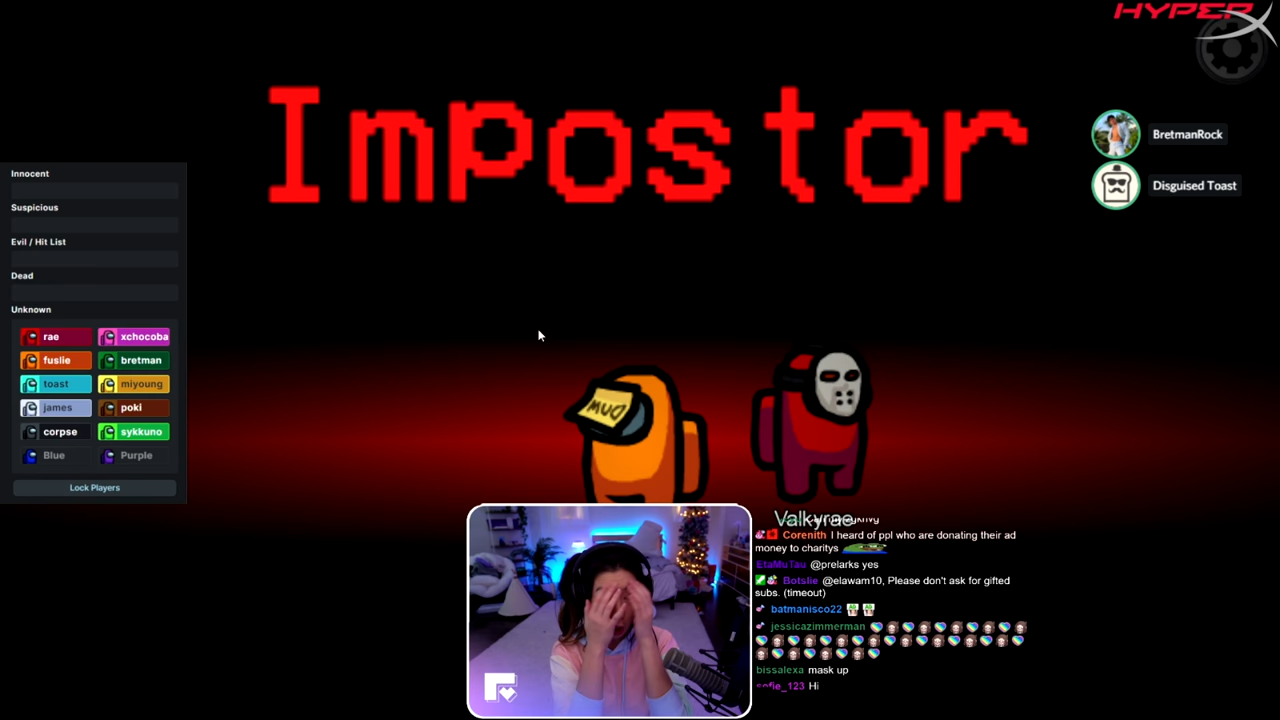 HYPER
Impostor
BretmanRock
Disguised Toast
Innocent
Suspicious
Evil / Hit List
Dead
Unknown
rae
xchocoba
fuslie
bretman
toast
miyoung
james
poki
corpse
sykkuno
Blue
Purple
Lock Players
MUD
Valkyrae
Corenith I heard of ppl who are donating their ad
money to charitys
EtaMuTau @prelarks yes
Botslie @elawam10, Please don't ask for gifted
subs. (timeout)
batmanisco22
jessicazimmerman
bissalexa mask up
sofie_123 Hi